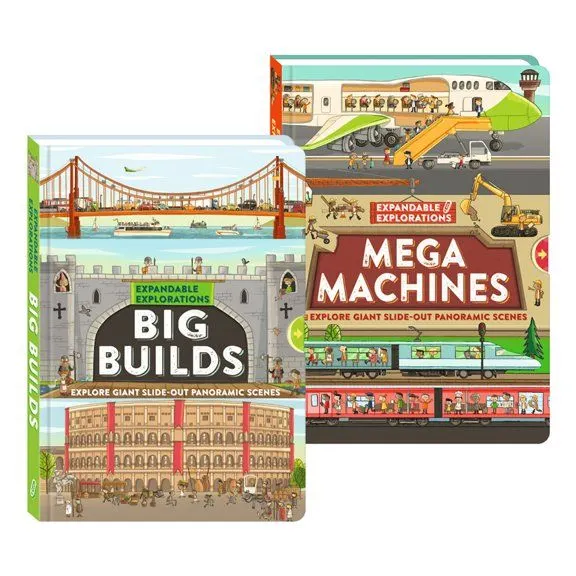 EXPANDABLE
EXPLORATIONS
BIG BUILDS
EXPANDABLE
EXPLORATIONS
BIG
BUILDS
EXPLORE GIANT SLIDE-OUT PANORAMIC SCENES
EXPANDABLE
EXPLORATIONS
MEGA
MACHINES
EXPLORE GIANT SLIDE-OUT PANORAMIC SCENES